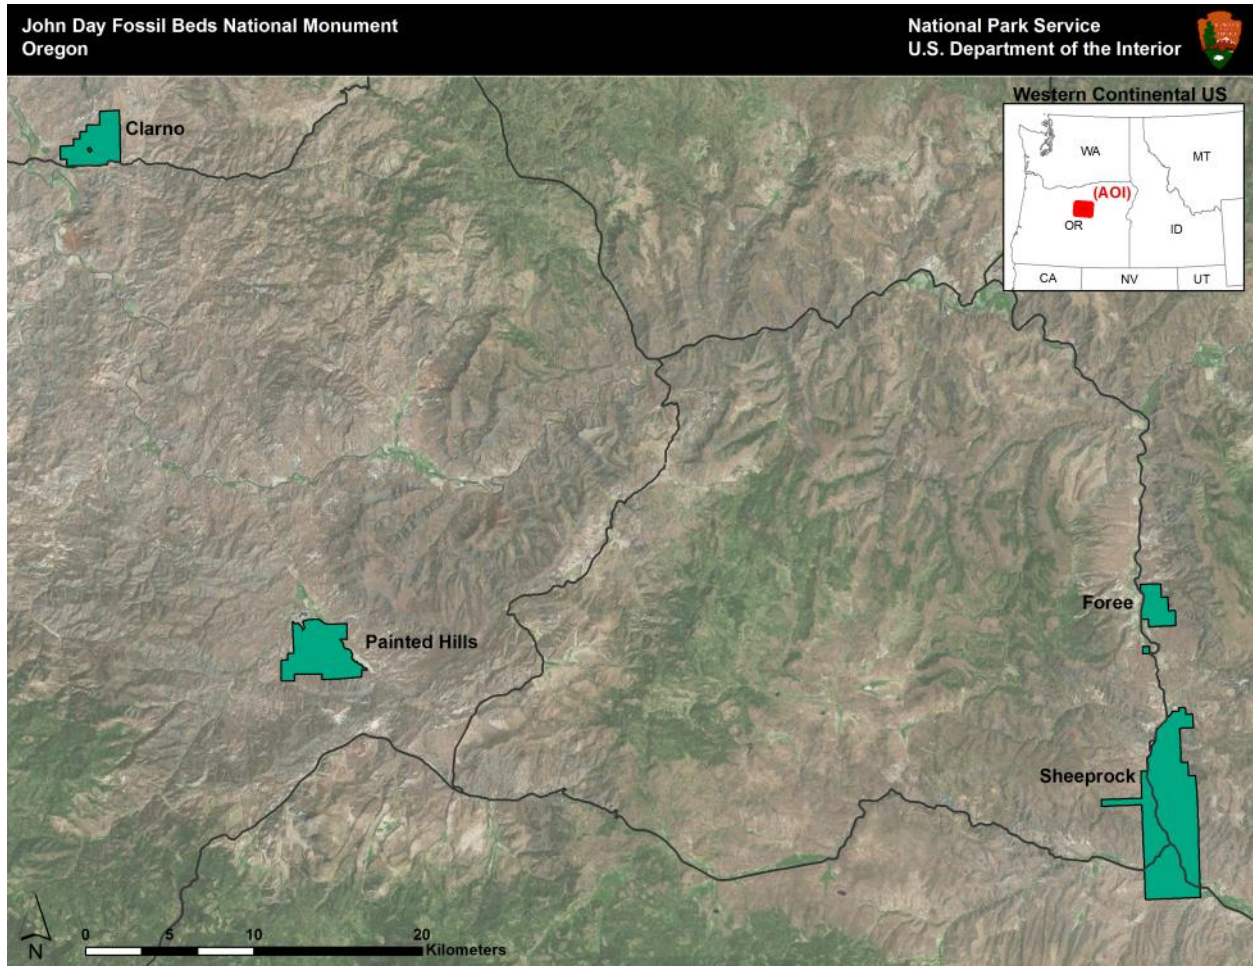 John Day Fossil Beds National Monument
Oregon
National Park Service
U.S. Department of the Interior
Western Continental US
WA
MT
(AOI)
OR
ID
CA
NV
UT
Clarno
Foree
Painted Hills
Sheeprock
N
0
5
10
20
Kilometers